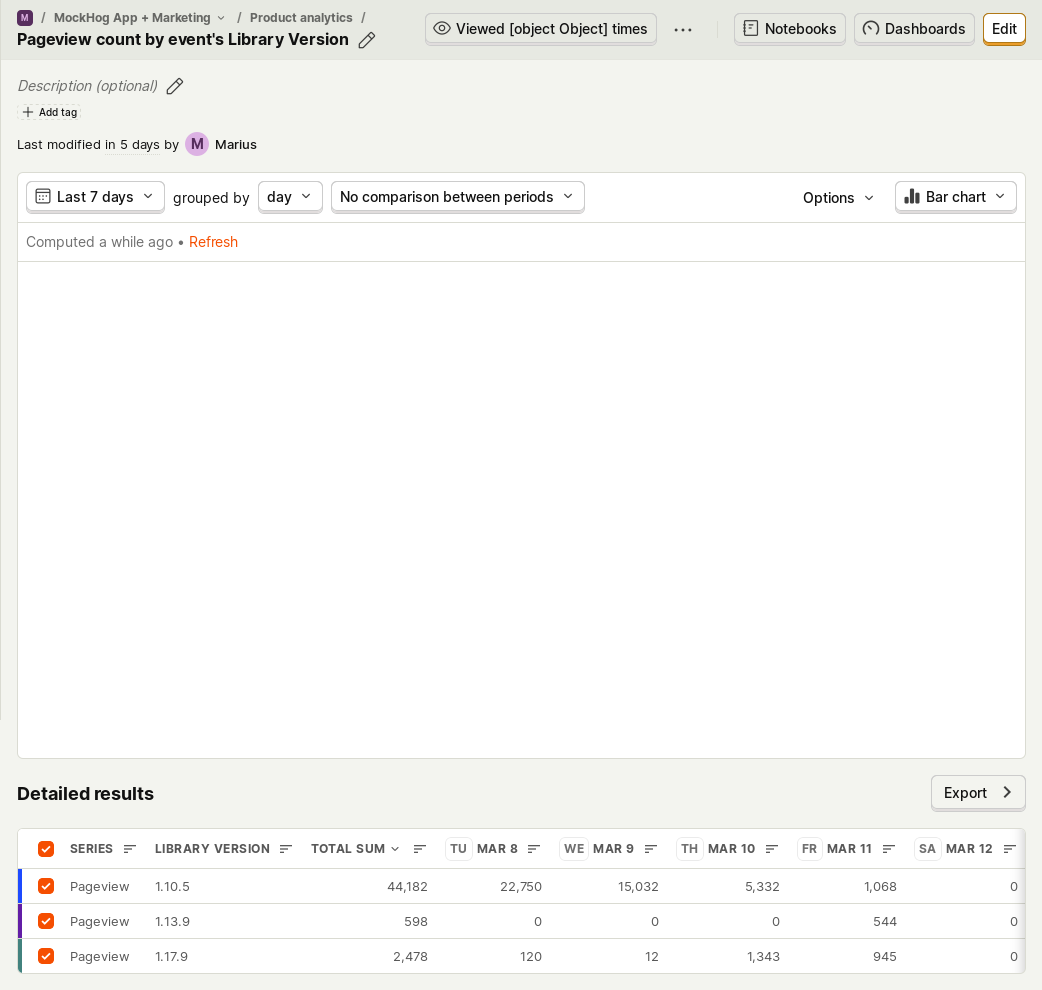 M / MockHog App + Marketing / Product analytics /
Pageview count by event's Library Version
Viewed [object Object] times
Notebooks
Dashboards
Edit
Description (optional)
Add tag
Last modified in 5 days by M Marius
Last 7 days grouped by day No comparison between periods Options Bar chart
Computed a while ago • Refresh
Detailed results
Export
SERIES LIBRARY VERSION TOTAL SUM TU MAR 8 WE MAR 9 TH MAR 10 FR MAR 11 SA MAR 12
Pageview 1.10.5 44,182 22,750 15,032 5,332 1,068 0
Pageview 1.13.9 598 0 0 0 544 0
Pageview 1.17.9 2,478 120 12 1,343 945 0